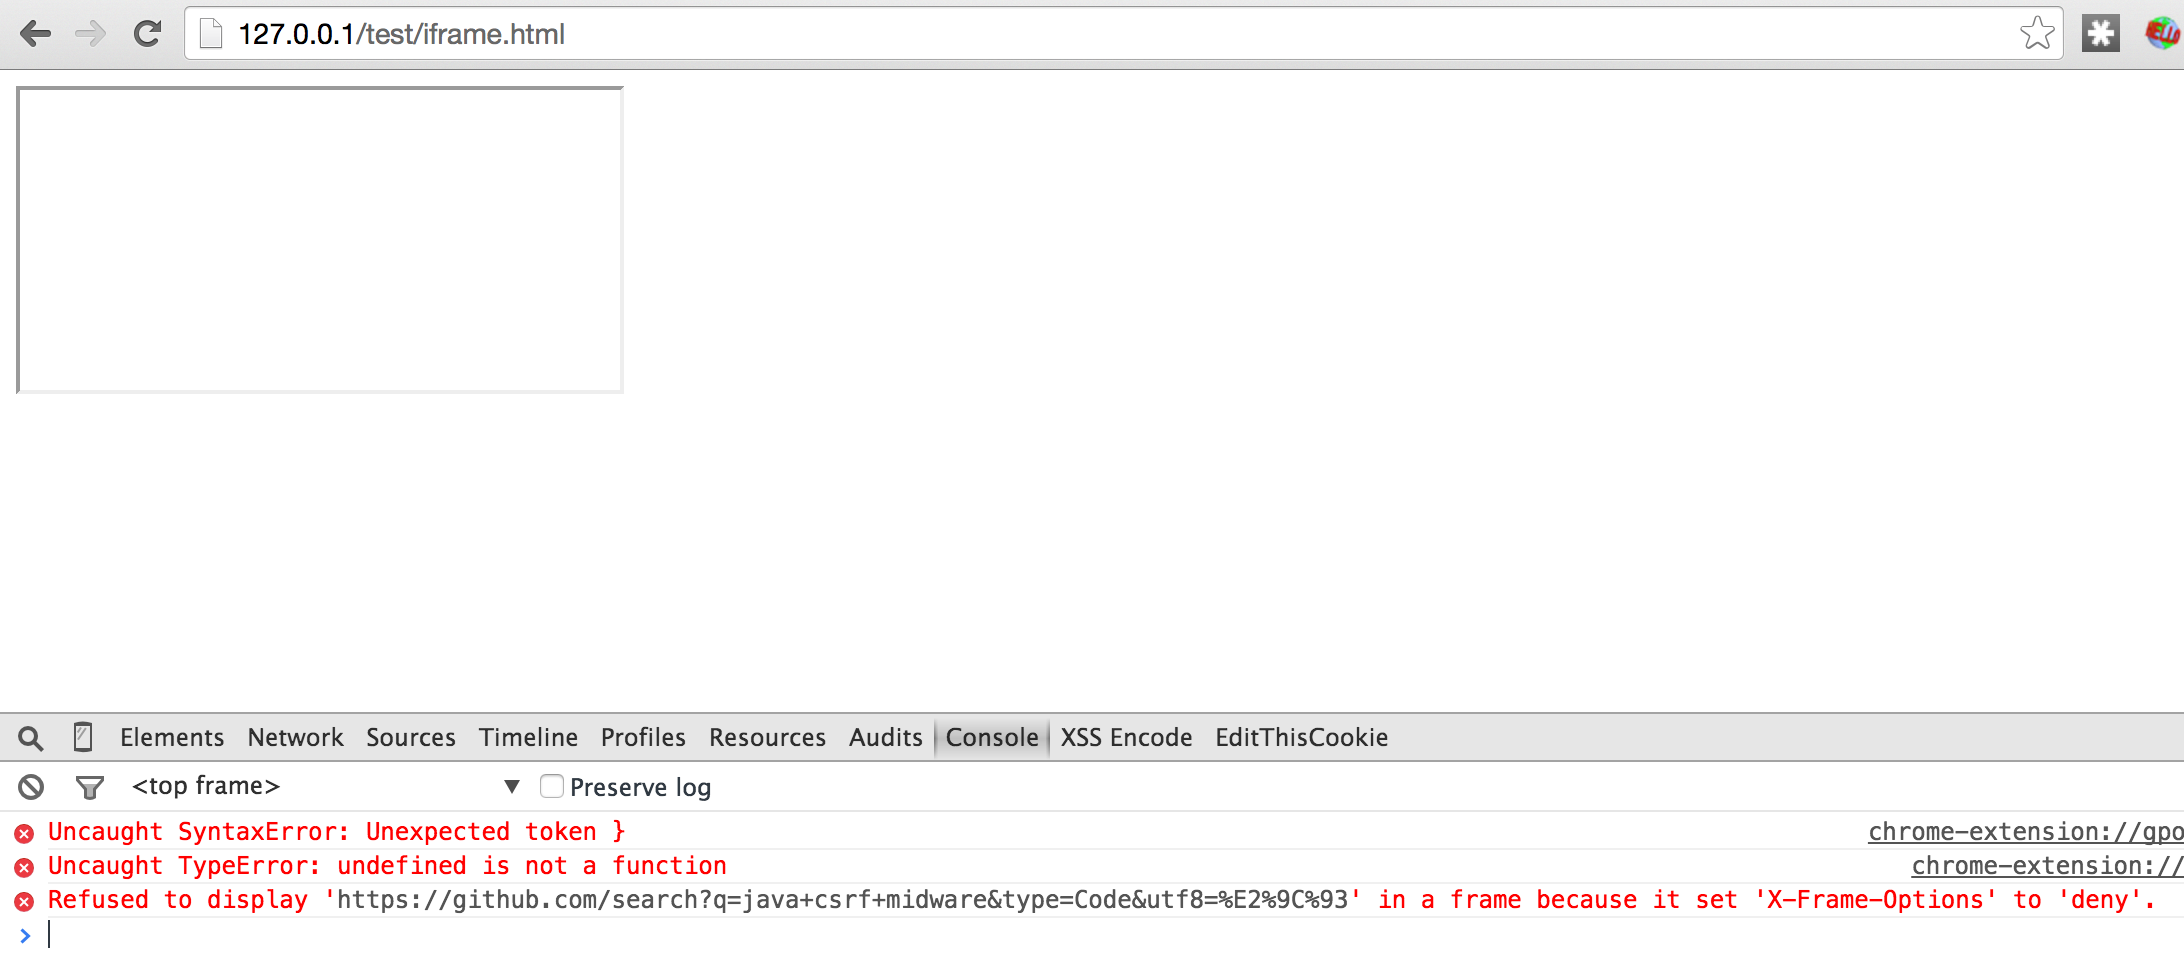 127.0.0.1/test/iframe.html
HELLO
Elements Network Sources Timeline Profiles Resources Audits Console XSS Encode EditThisCookie
<top frame> ▼ Preserve log
Uncaught SyntaxError: Unexpected token } chrome-extension://gpo
Uncaught TypeError: undefined is not a function chrome-extension://
Refused to display 'https://github.com/search?q=java+csrf+midware&type=Code&utf8=%E2%9C%93' in a frame because it set 'X-Frame-Options' to 'deny'.
>